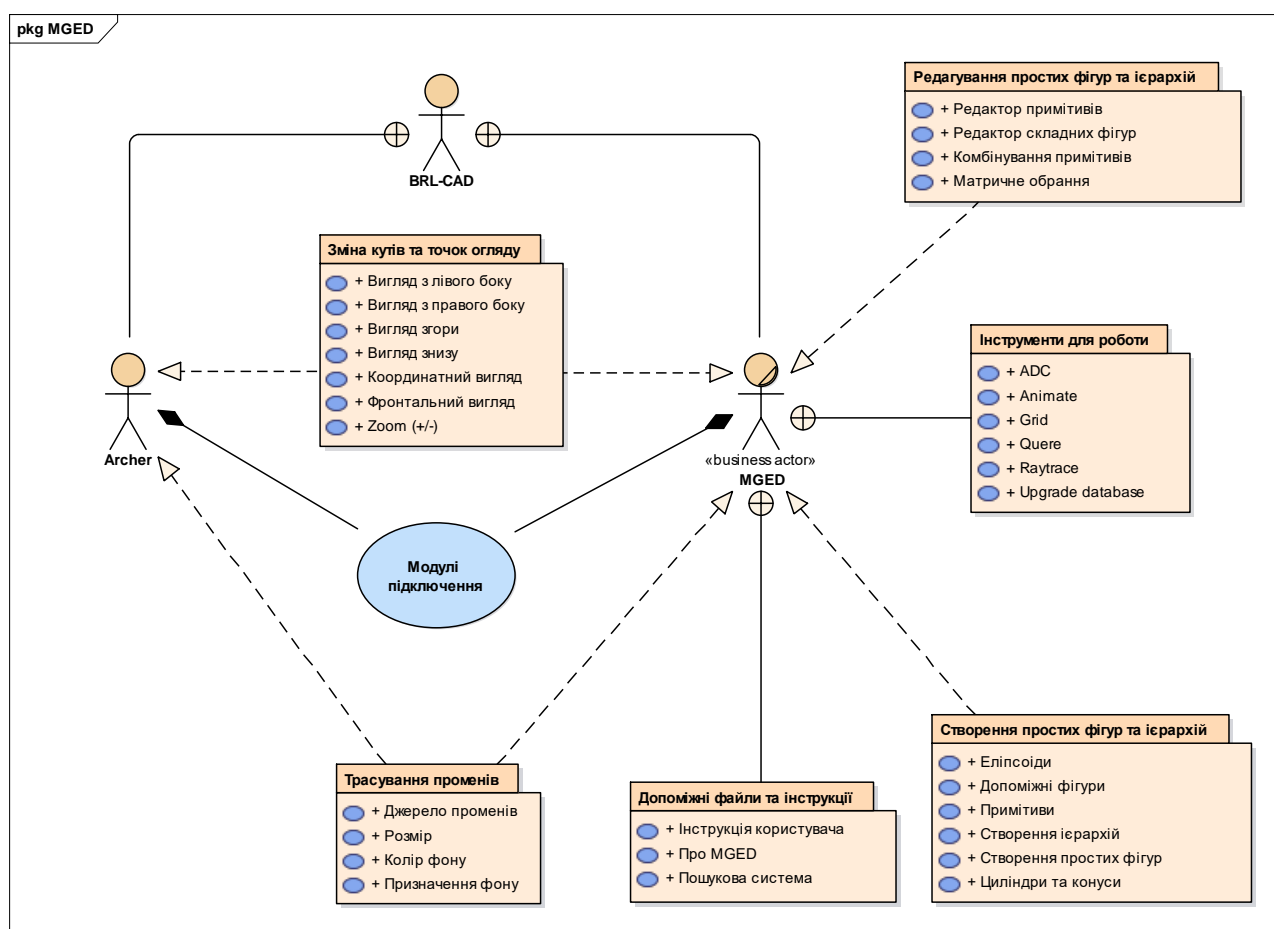 pkg MGED
BRL-CAD
Редагування простих фігур та ієрархій
+ Редактор примітивів
+ Редактор складних фігур
+ Комбінування примітивів
+ Матричне обрання
Зміна кутів та точок огляду
+ Вигляд з лівого боку
+ Вигляд з правого боку
+ Вигляд згори
+ Вигляд знизу
+ Координатний вигляд
+ Фронтальний вигляд
+ Zoom (+/-)
Інструменти для роботи
+ ADC
+ Animate
+ Grid
+ Quere
+ Raytrace
+ Upgrade database
Archer
«business actor»
MGED
Модулі
підключення
Трасування променів
+ Джерело променів
+ Розмір
+ Колір фону
+ Призначення фону
Допоміжні файли та інструкції
+ Інструкція користувача
+ Про MGED
+ Пошукова система
Створення простих фігур та ієрархій
+ Еліпсоїди
+ Допоміжні фігури
+ Примітиви
+ Створення ієрархій
+ Створення простих фігур
+ Циліндри та конуси